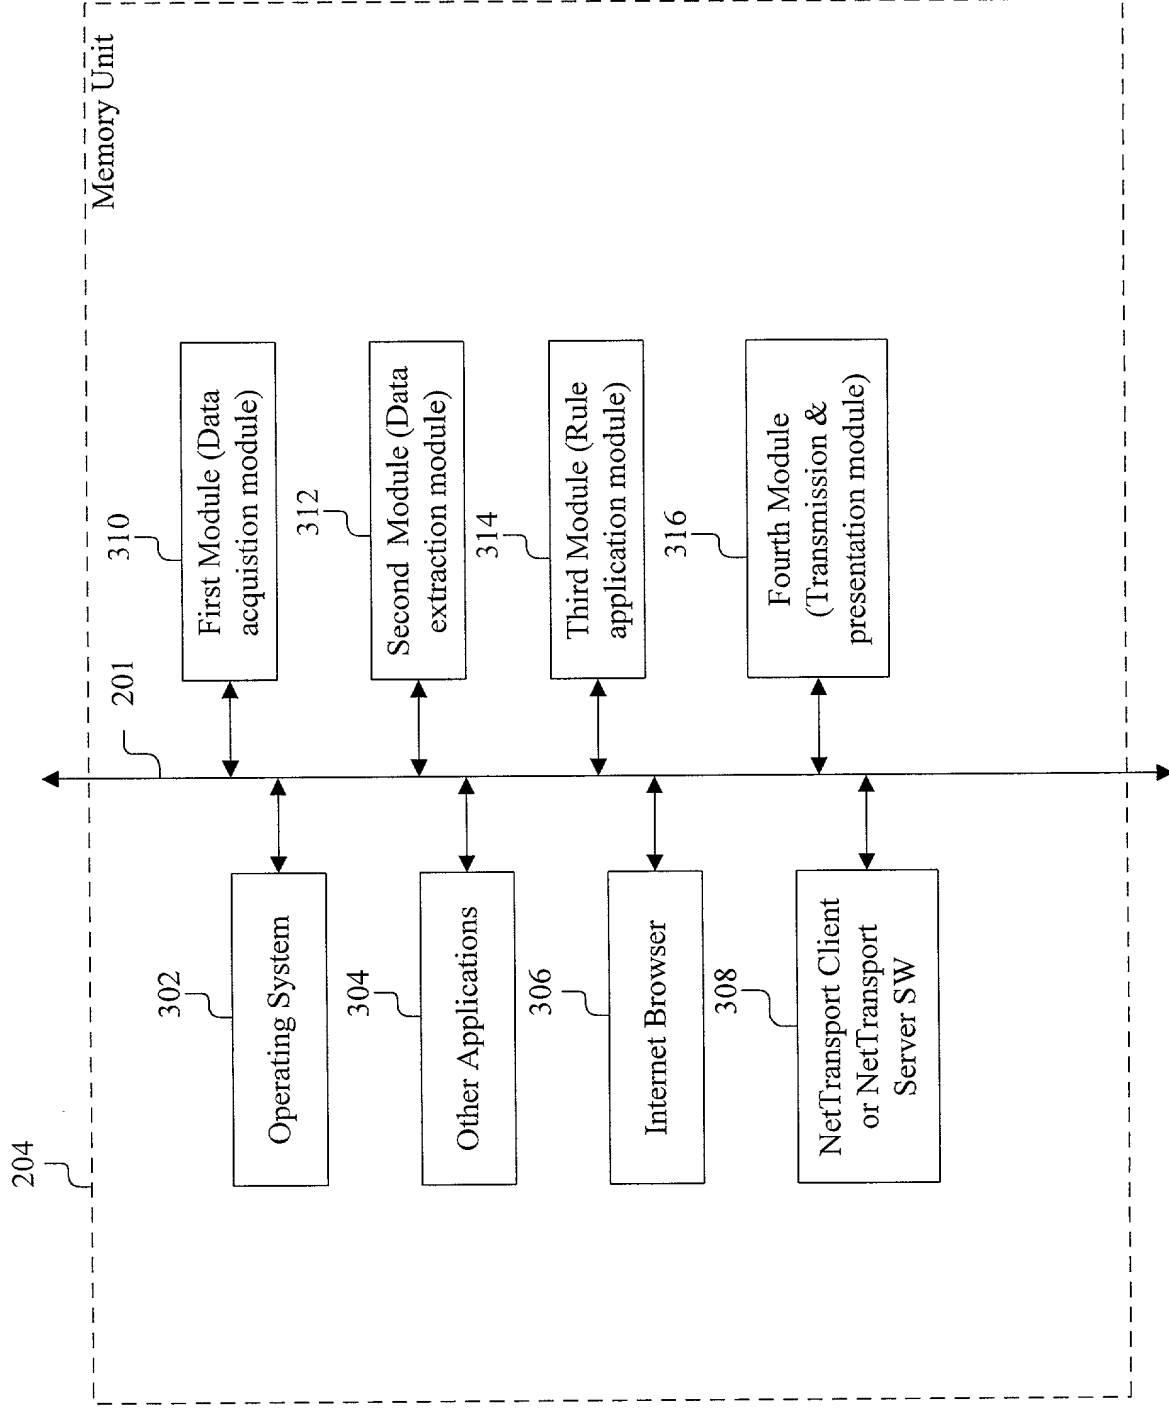 204
Memory Unit
201
302
Operating System
304
Other Applications
306
Internet Browser
308
NetTransport Client
or NetTransport
Server SW
310
First Module (Data
acquistion module)
312
Second Module (Data
extraction module)
314
Third Module (Rule
application module)
316
Fourth Module
(Transmission &
presentation module)